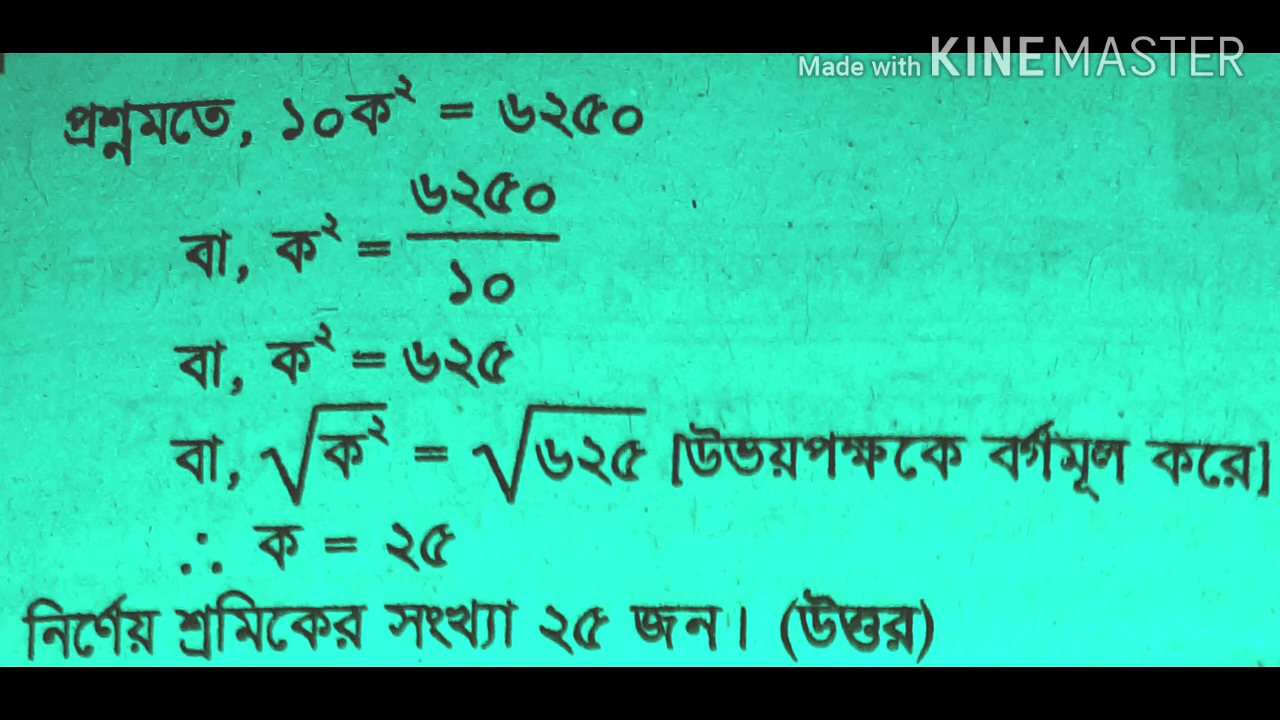 Made with KINEMASTER
প্রশ্নমতে, ১০ক² = ৬২৫০
বা, ক² = ৬২৫০/১০
বা, ক² = ৬২৫
বা, √ক² = √৬২৫ [উভয়পক্ষকে বর্গমূল করে]
∴ ক = ২৫
নির্ণেয় শ্রমিকের সংখ্যা ২৫ জন। (উত্তর)